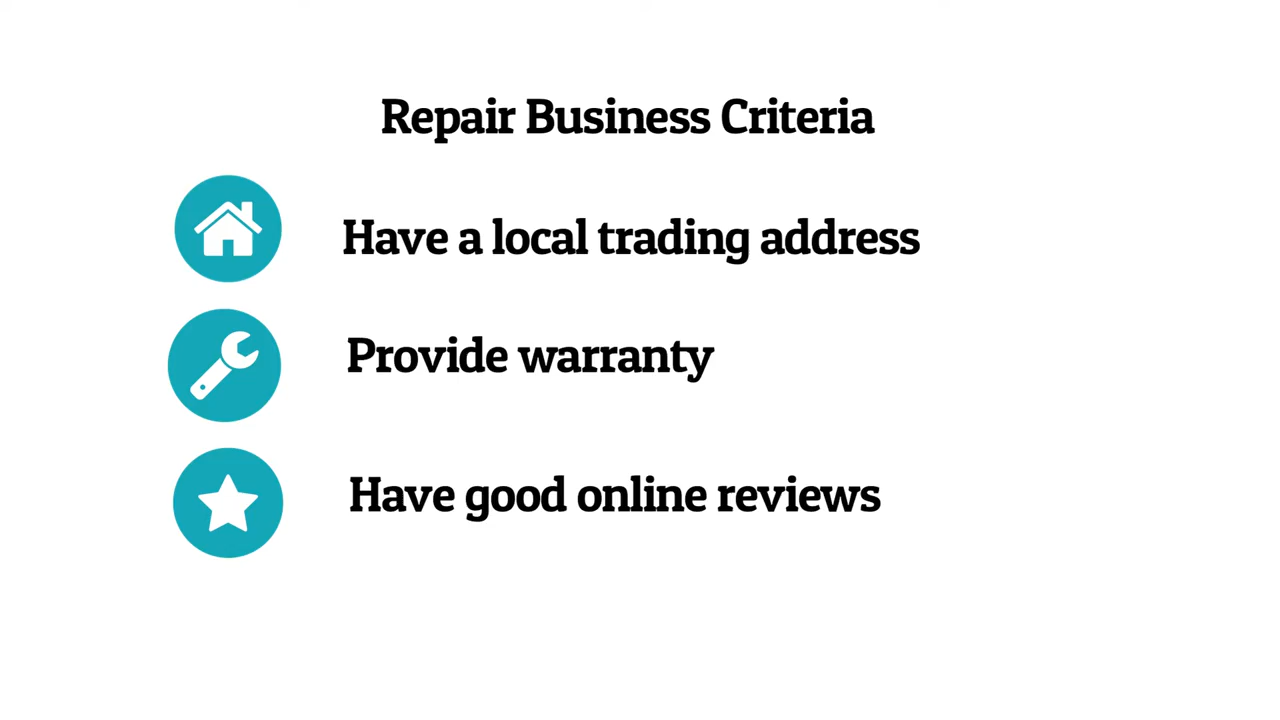 Repair Business Criteria
Have a local trading address
Provide warranty
Have good online reviews